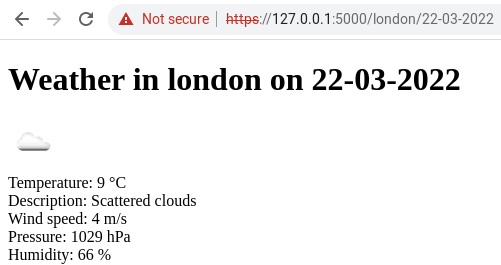 Not secure https://127.0.0.1:5000/london/22-03-2022
Weather in london on 22-03-2022
Temperature: 9 °C
Description: Scattered clouds
Wind speed: 4 m/s
Pressure: 1029 hPa
Humidity: 66 %